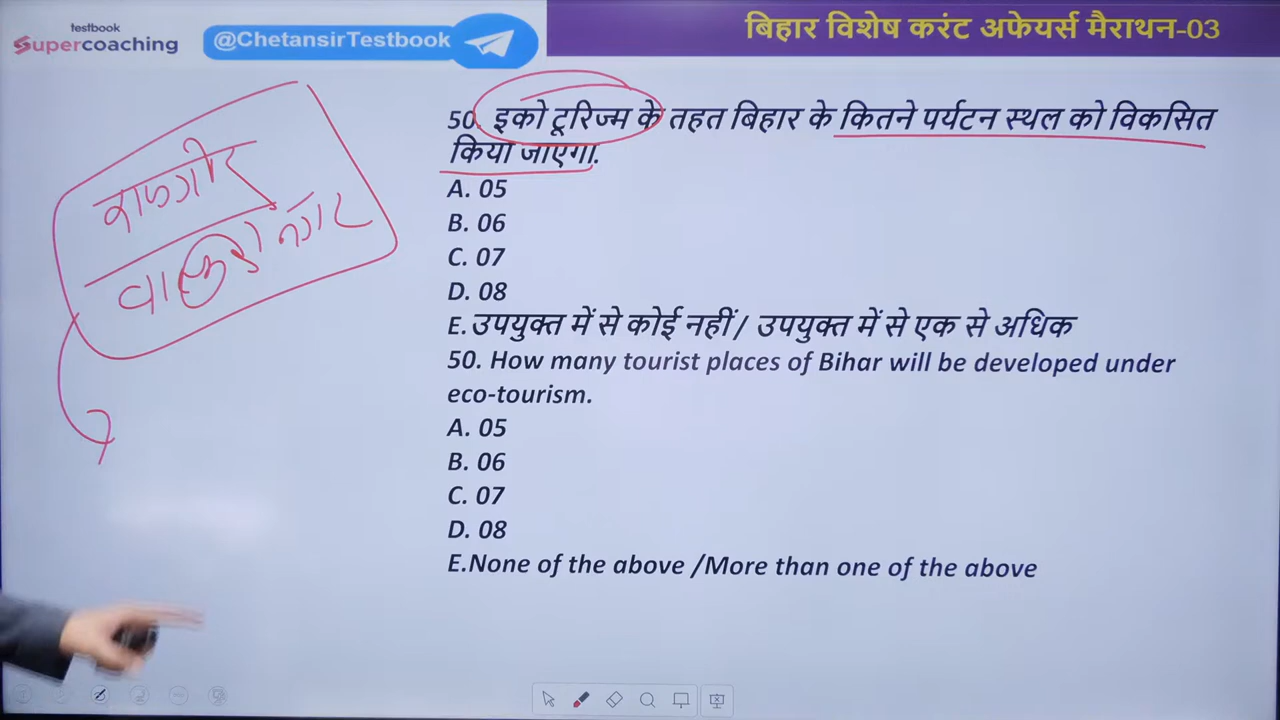 testbook
Supercoaching
@ChetansirTestbook
बिहार विशेष करंट अफेयर्स मैराथन-03
राजगीर
50. इको टूरिज्म के तहत बिहार के कितने पर्यटन स्थल को विकसित
किया जाएगा.
A. 05
B. 06
C. 07
D. 08
E. उपयुक्त में से कोई नहीं/ उपयुक्त में से एक से अधिक
50. How many tourist places of Bihar will be developed under
eco-tourism.
A. 05
B. 06
C. 07
D. 08
E.None of the above /More than one of the above